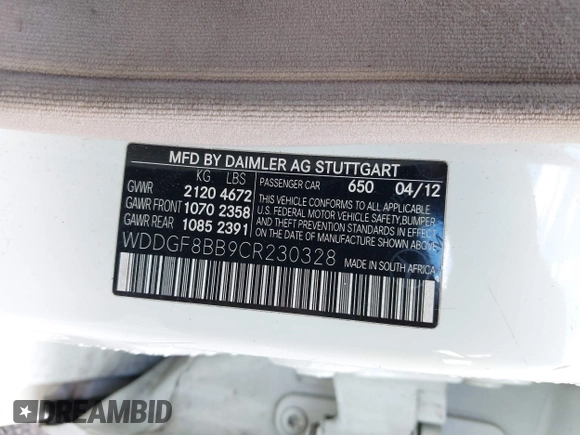 MFD BY DAIMLER AG STUTTGART
KG LBS
GVWR 2120 4672
GAWR FRONT 1070 2358
GAWR REAR 1085 2391
PASSENGER CAR 650 04/12
THIS VEHICLE CONFORMS TO ALL APPLICABLE
U.S. FEDERAL MOTOR VEHICLE SAFETY, BUMPER,
AND THEFT PREVENTION STANDARDS IN EFFECT
ON THE DATE OF MANUFACTURE SHOWN ABOVE.
WDDGF8BB9CR230328
MADE IN SOUTH AFRICA
DREAMBID